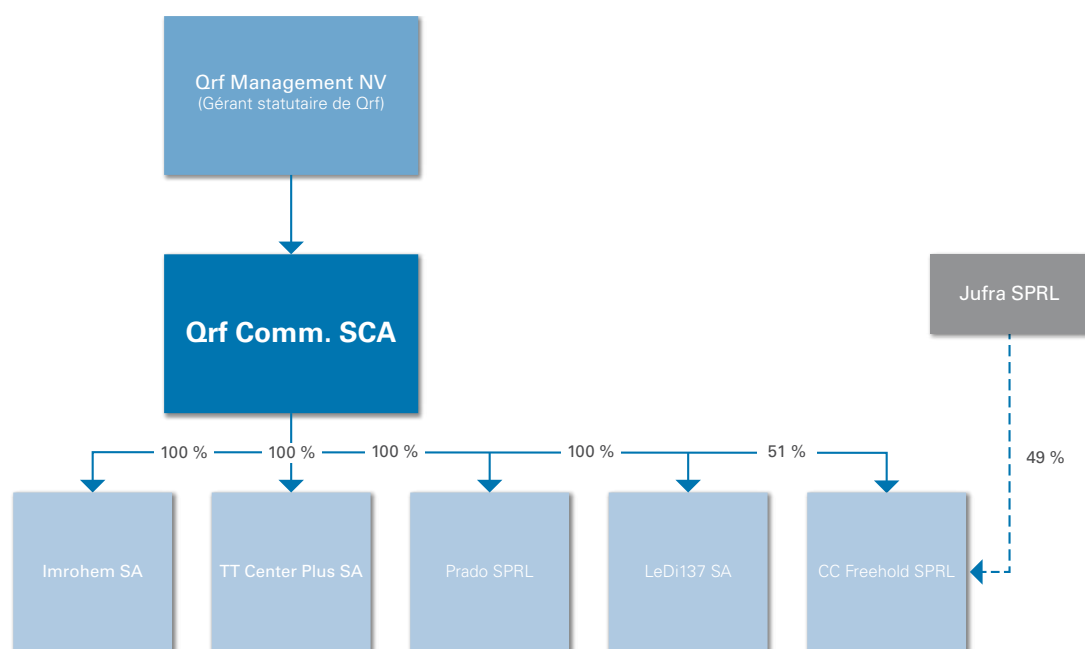 Qrf Management NV
(Gérant statutaire de Qrf)
Qrf Comm. SCA
Jufra SPRL
100 %
100 %
100 %
100 %
51 %
49 %
Imrohem SA
TT Center Plus SA
Prado SPRL
LeDi137 SA
CC Freehold SPRL